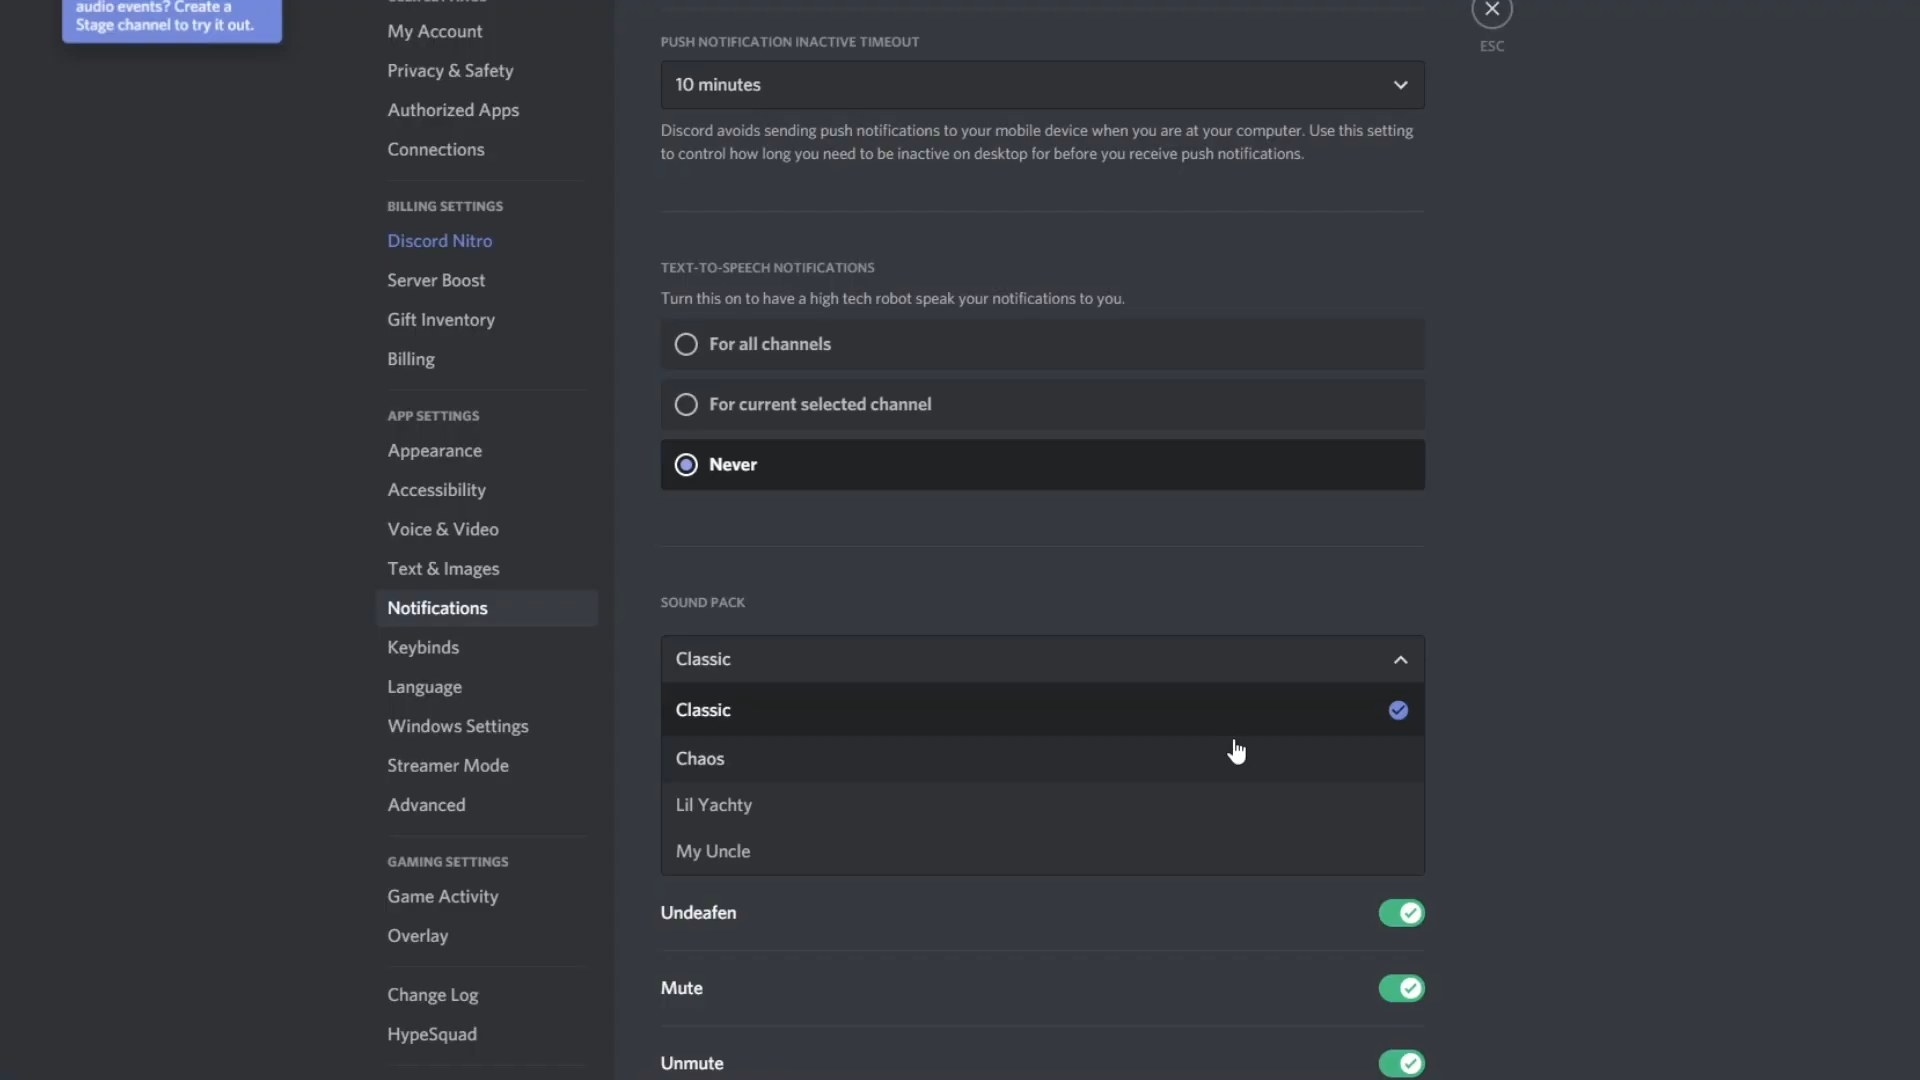 audio events? Create a
Stage channel to try it out.
My Account
Privacy & Safety
Authorized Apps
Connections
BILLING SETTINGS
Discord Nitro
Server Boost
Gift Inventory
Billing
APP SETTINGS
Appearance
Accessibility
Voice & Video
Text & Images
Notifications
Keybinds
Language
Windows Settings
Streamer Mode
Advanced
GAMING SETTINGS
Game Activity
Overlay
Change Log
HypeSquad
PUSH NOTIFICATION INACTIVE TIMEOUT
10 minutes
Discord avoids sending push notifications to your mobile device when you are at your computer. Use this setting
to control how long you need to be inactive on desktop for before you receive push notifications.
TEXT-TO-SPEECH NOTIFICATIONS
Turn this on to have a high tech robot speak your notifications to you.
For all channels
For current selected channel
Never
SOUND PACK
Classic
Classic
Chaos
Lil Yachty
My Uncle
Undeafen
Mute
Unmute
ESC